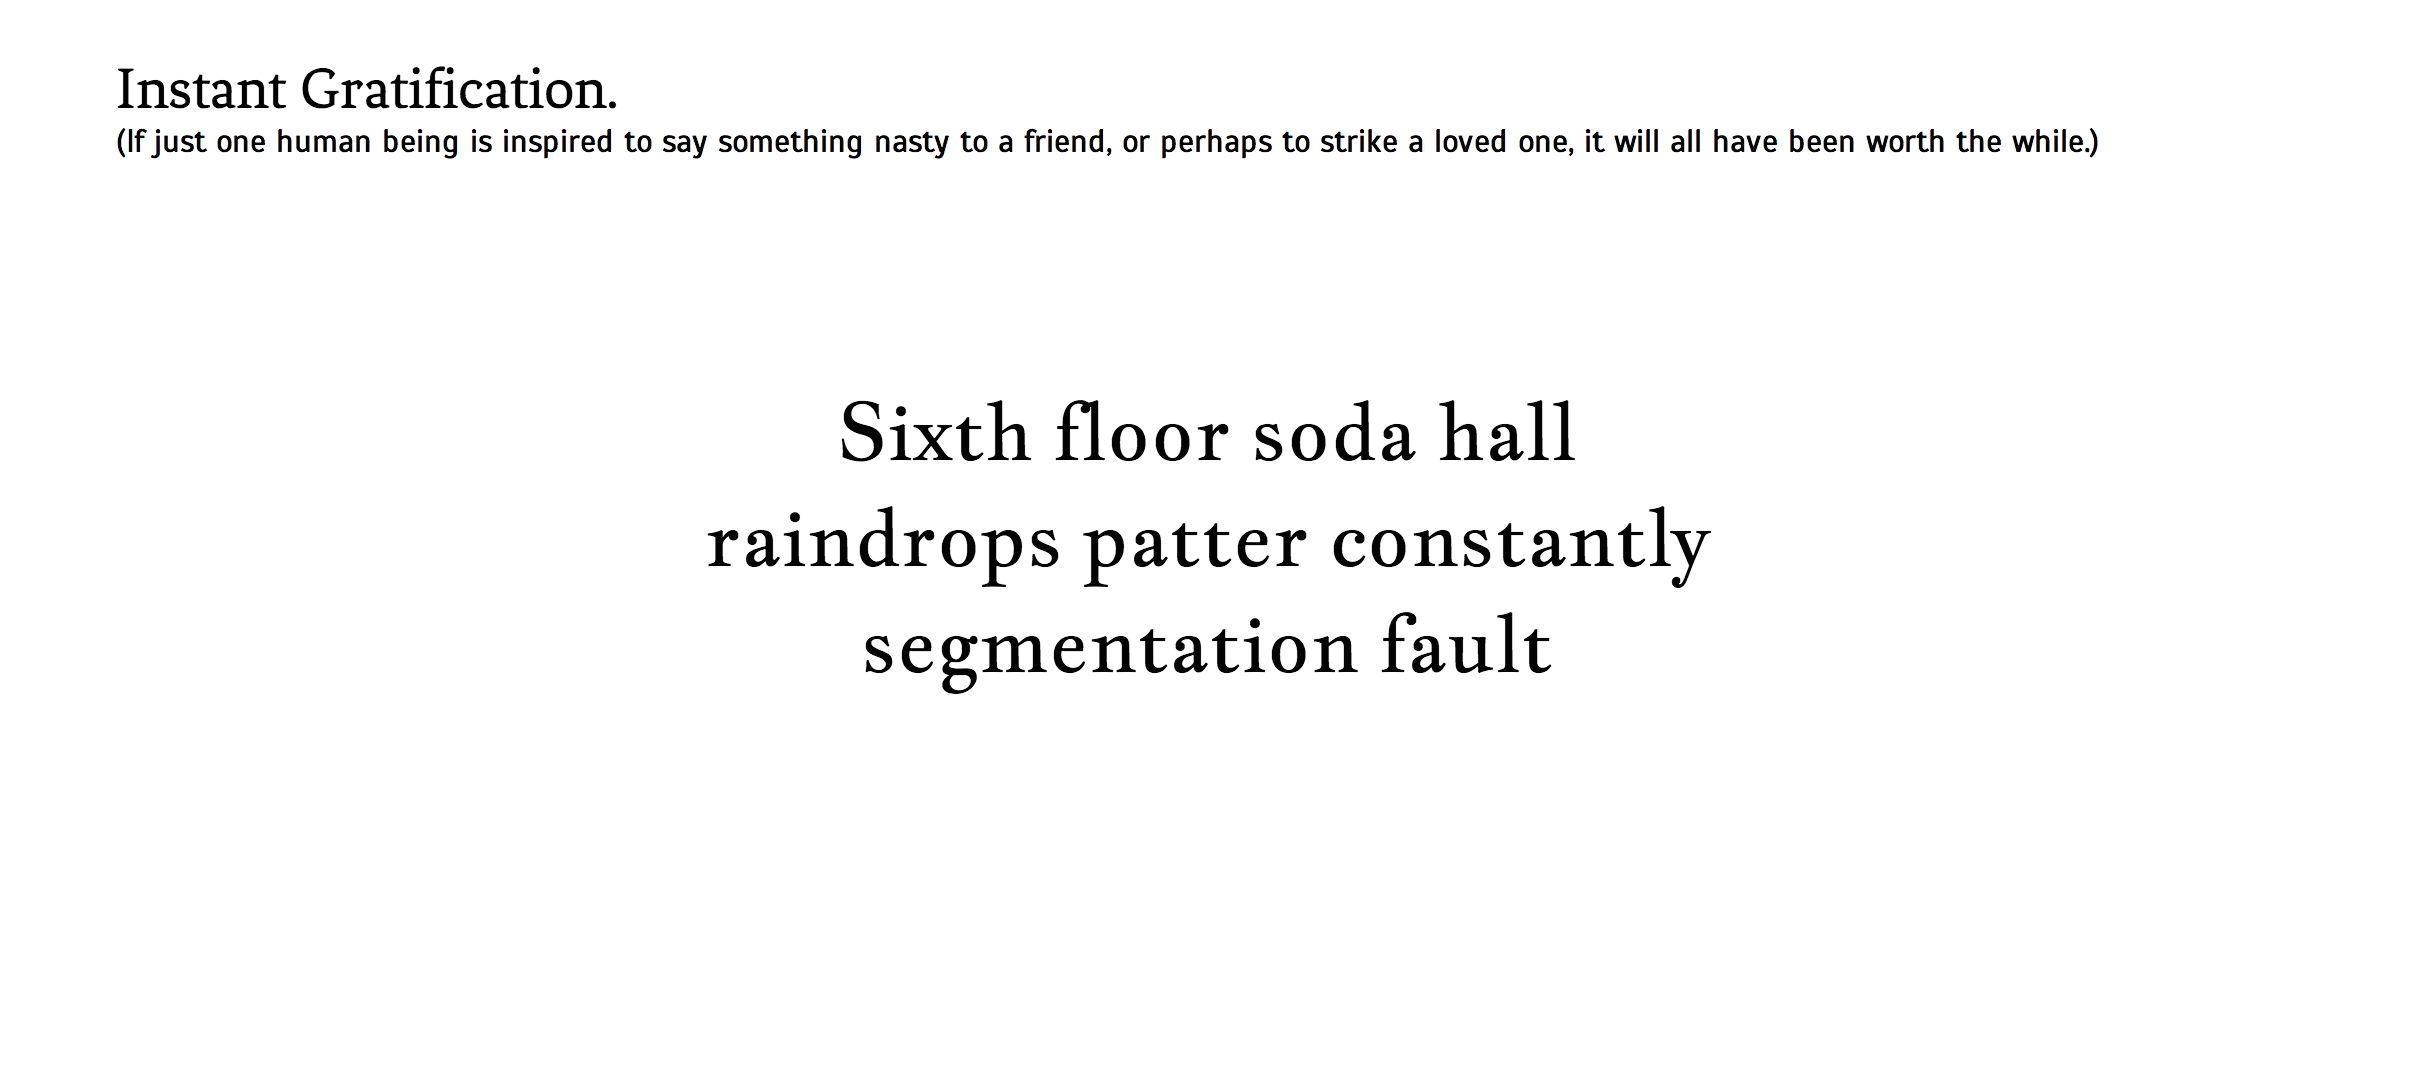 Instant Gratification.
(If just one human being is inspired to say something nasty to a friend, or perhaps to strike a loved one, it will all have been worth the while.)
Sixth floor soda hall
raindrops patter constantly
segmentation fault